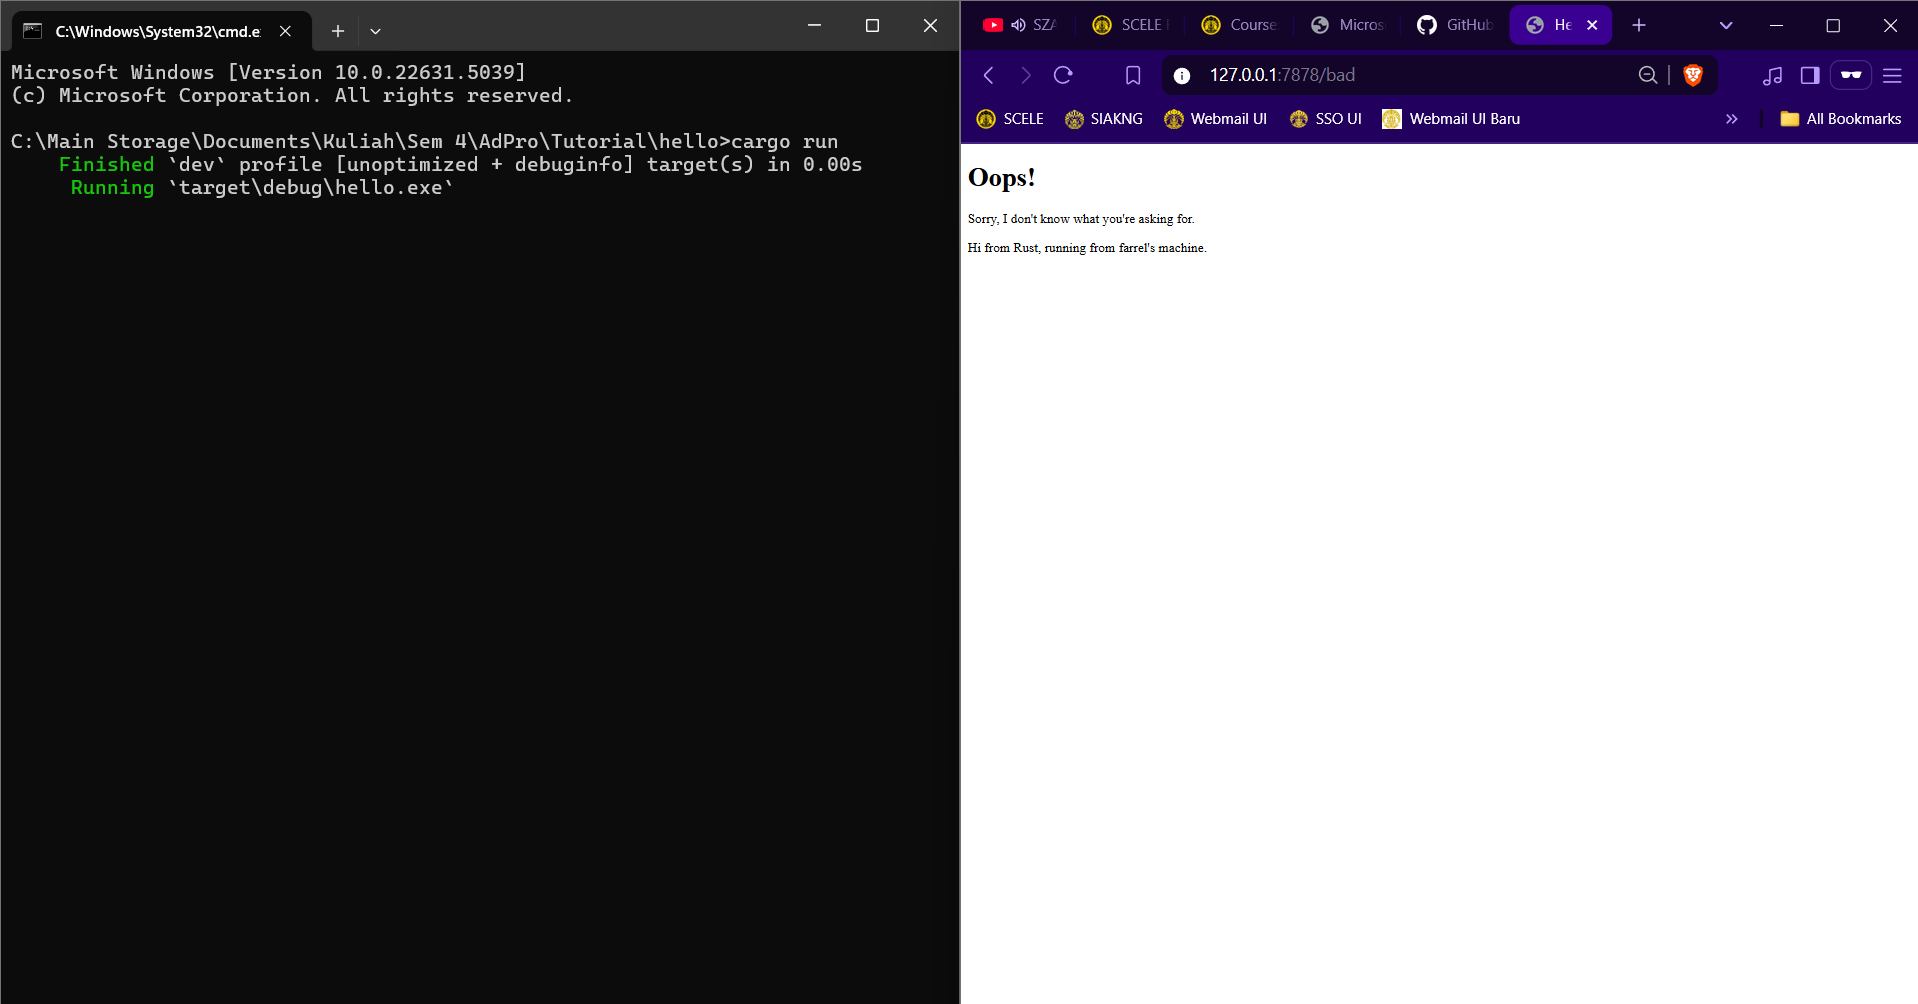 C:\Windows\System32\cmd.e
Microsoft Windows [Version 10.0.22631.5039]
(c) Microsoft Corporation. All rights reserved.
C:\Main Storage\Documents\Kuliah\Sem 4\AdPro\Tutorial\hello>cargo run
Finished `dev` profile [unoptimized + debuginfo] target(s) in 0.00s
Running `target\debug\hello.exe`
SZA SCELE Course Micros GitHub He
127.0.0.1:7878/bad
SCELE SIAKNG Webmail UI SSO UI Webmail UI Baru All Bookmarks
Oops!
Sorry, I don't know what you're asking for.
Hi from Rust, running from farrel's machine.